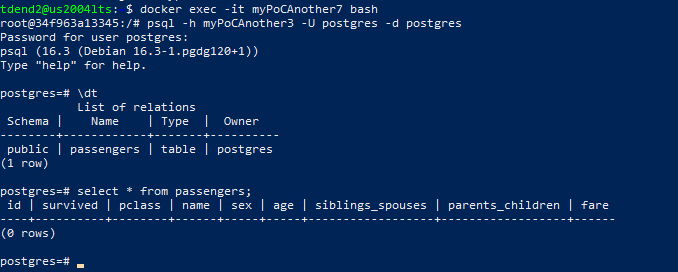 tdend2@us2004lts: $ docker exec -it myPoCAnother7 bash
root@34f963a13345:/# psql -h myPoCAnother3 -U postgres -d postgres
Password for user postgres:
psql (16.3 (Debian 16.3-1.pgdg120+1))
Type "help" for help.

postgres=# \dt
           List of relations
 Schema |    Name    | Type  |  Owner
--------+------------+-------+----------
 public | passengers | table | postgres
(1 row)

postgres=# select * from passengers;
 id | survived | pclass | name | sex | age | siblings_spouses | parents_children | fare
----+----------+--------+------+-----+-----+------------------+------------------+------
(0 rows)

postgres=#